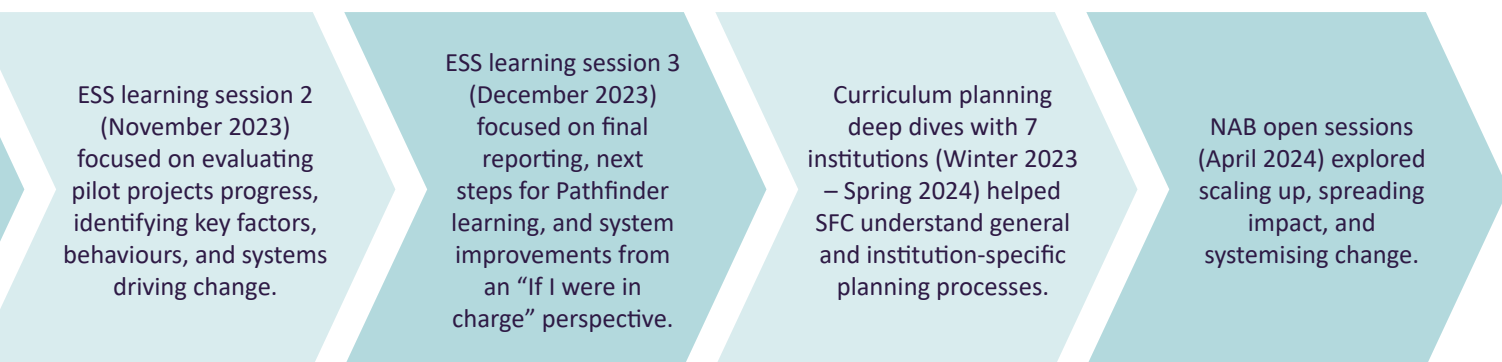 ESS learning session 2
(November 2023)
focused on evaluating
pilot projects progress,
identifying key factors,
behaviours, and systems
driving change.
ESS learning session 3
(December 2023)
focused on final
reporting, next
steps for Pathfinder
learning, and system
improvements from
an “If I were in
charge” perspective.
Curriculum planning
deep dives with 7
institutions (Winter 2023
– Spring 2024) helped
SFC understand general
and institution-specific
planning processes.
NAB open sessions
(April 2024) explored
scaling up, spreading
impact, and
systemising change.